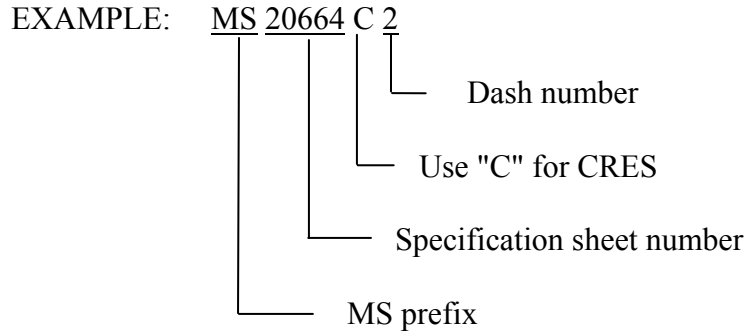 EXAMPLE: MS 20664 C 2
Dash number
Use "C" for CRES
Specification sheet number
MS prefix